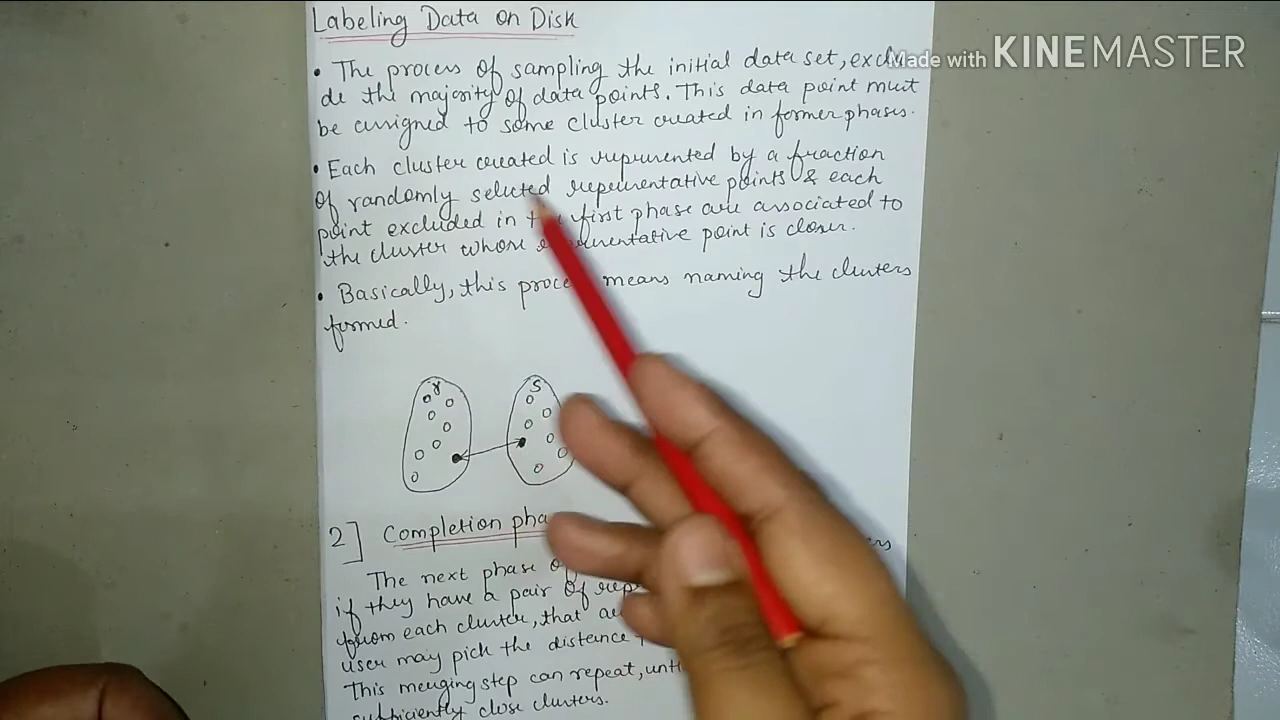 Labeling Data on Disk
Made with KINEMASTER
• The process of sampling the initial data set, exclu
de the majority of data points. This data point must
be assigned to some cluster created in former phases.
• Each cluster created is represented by a fraction
of randomly selected representative points & each
point excluded in the first phase are associated to
the cluster whose representative point is closer.
• Basically, this process means naming the clusters
formed.
r
S
2] Completion pha
The next phase
if they have a pair of rep
from each cluster, that
user may pick the distance
This merging step can repeat, until
sufficiently close clusters.